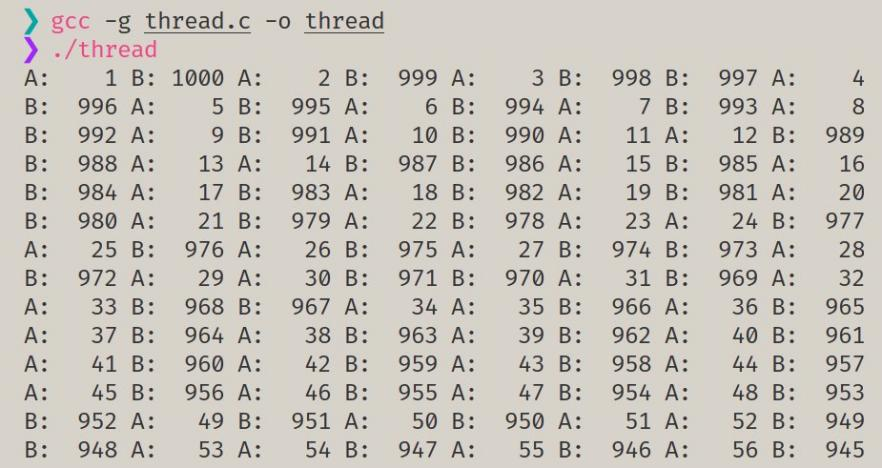 ❯ gcc -g thread.c -o thread
❯ ./thread
A:    1 B: 1000 A:    2 B:  999 A:    3 B:  998 B:  997 A:    4
B:  996 A:    5 B:  995 A:    6 B:  994 A:    7 B:  993 A:    8
B:  992 A:    9 B:  991 A:   10 B:  990 A:   11 A:   12 B:  989
B:  988 A:   13 A:   14 B:  987 B:  986 A:   15 B:  985 A:   16
B:  984 A:   17 B:  983 A:   18 B:  982 A:   19 B:  981 A:   20
B:  980 A:   21 B:  979 A:   22 B:  978 A:   23 A:   24 B:  977
A:   25 B:  976 A:   26 B:  975 A:   27 B:  974 B:  973 A:   28
B:  972 A:   29 A:   30 B:  971 B:  970 A:   31 B:  969 A:   32
A:   33 B:  968 B:  967 A:   34 A:   35 B:  966 A:   36 B:  965
A:   37 B:  964 A:   38 B:  963 A:   39 B:  962 A:   40 B:  961
A:   41 B:  960 A:   42 B:  959 A:   43 B:  958 A:   44 B:  957
A:   45 B:  956 A:   46 B:  955 A:   47 B:  954 A:   48 B:  953
B:  952 A:   49 B:  951 A:   50 B:  950 A:   51 A:   52 B:  949
B:  948 A:   53 A:   54 B:  947 A:   55 B:  946 A:   56 B:  945